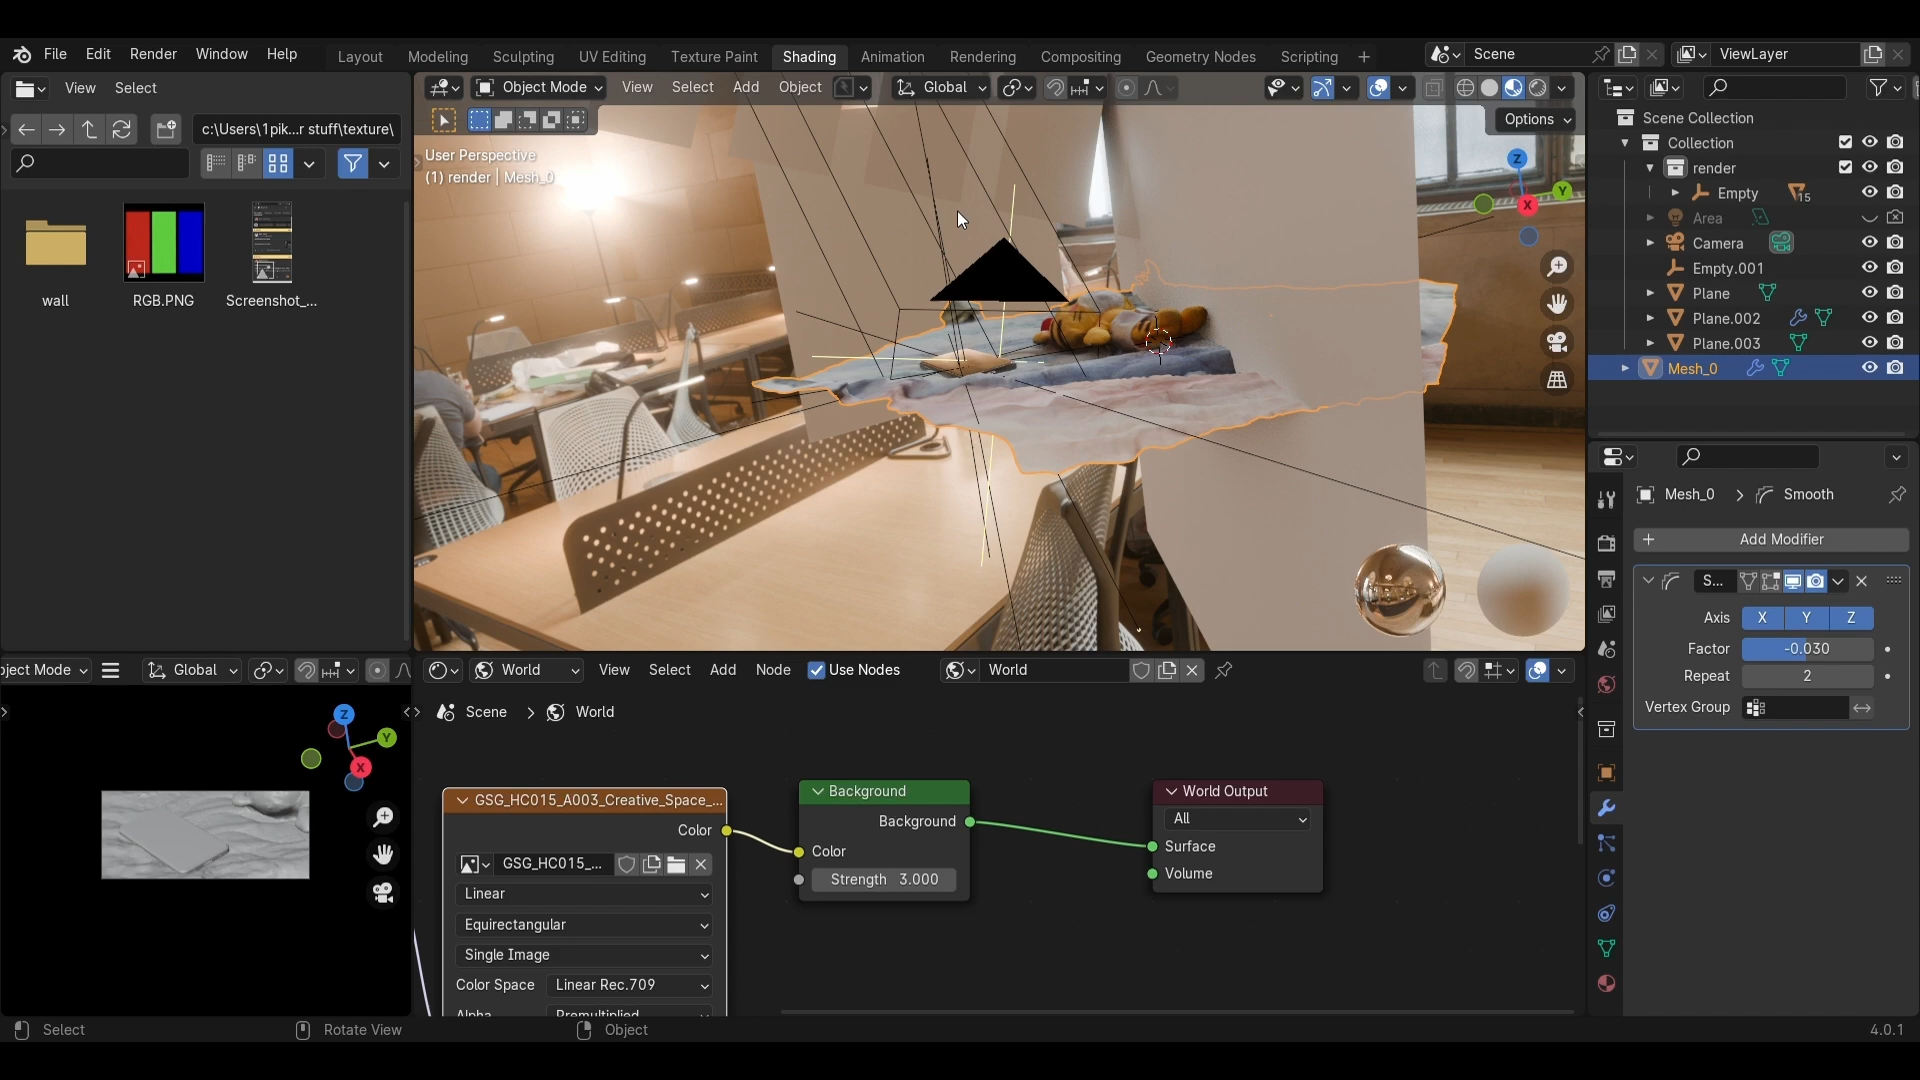 File Edit Render Window Help
Layout Modeling Sculpting UV Editing Texture Paint Shading Animation Rendering Compositing Geometry Nodes Scripting +
Scene
ViewLayer
View Select
c:\Users\1pik...r stuff\texture\
wall
RGB.PNG
Screenshot_...
Object Mode View Select Add Object Global
Options
User Perspective
(1) render | Mesh_0
Z
Y
X
Scene Collection
Collection
render
Empty 15
Area
Camera
Empty.001
Plane
Plane.002
Plane.003
Mesh_0
Mesh_0 > Smooth
+ Add Modifier
S...
Axis X Y Z
Factor -0.030
Repeat 2
Vertex Group
ject Mode Global
Z
Y
X
World View Select Add Node Use Nodes World
Scene > World
GSG_HC015_A003_Creative_Space_...
Color
GSG_HC015_...
Linear
Equirectangular
Single Image
Color Space Linear Rec.709
Alpha Premultiplied
Background
Background
Color
Strength 3.000
World Output
All
Surface
Volume
Select Rotate View Object 4.0.1